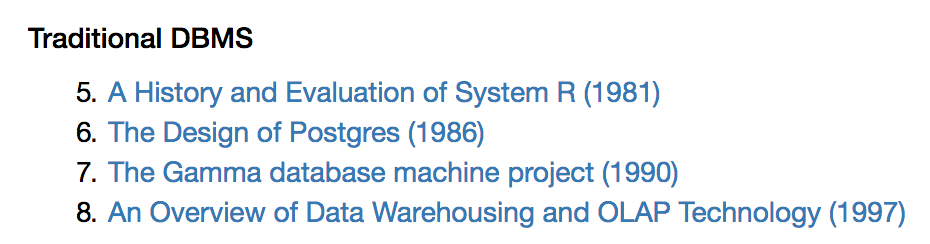 Traditional DBMS
5. A History and Evaluation of System R (1981)
6. The Design of Postgres (1986)
7. The Gamma database machine project (1990)
8. An Overview of Data Warehousing and OLAP Technology (1997)